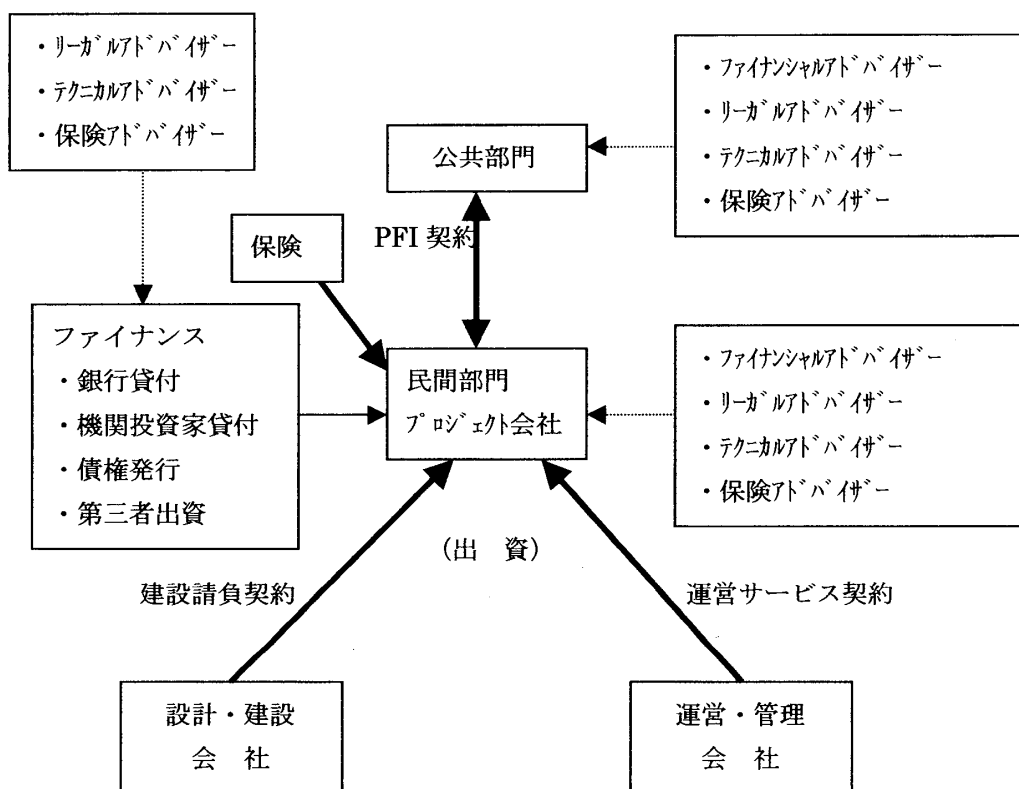 ・ﾘｰｶﾞﾙｱﾄﾞﾊﾞｲｻﾞｰ
・ﾃｸﾆｶﾙｱﾄﾞﾊﾞｲｻﾞｰ
・保険ｱﾄﾞﾊﾞｲｻﾞｰ
・ﾌｧｲﾅﾝｼｬﾙｱﾄﾞﾊﾞｲｻﾞｰ
・ﾘｰｶﾞﾙｱﾄﾞﾊﾞｲｻﾞｰ
・ﾃｸﾆｶﾙｱﾄﾞﾊﾞｲｻﾞｰ
・保険ｱﾄﾞﾊﾞｲｻﾞｰ
公共部門
PFI 契約
保険
ファイナンス
・銀行貸付
・機関投資家貸付
・債権発行
・第三者出資
民間部門
ﾌﾟﾛｼﾞｪｸﾄ会社
・ﾌｧｲﾅﾝｼｬﾙｱﾄﾞﾊﾞｲｻﾞｰ
・ﾘｰｶﾞﾙｱﾄﾞﾊﾞｲｻﾞｰ
・ﾃｸﾆｶﾙｱﾄﾞﾊﾞｲｻﾞｰ
・保険ｱﾄﾞﾊﾞｲｻﾞｰ
（出　資）
建設請負契約
運営サービス契約
設計・建設
会　社
運営・管理
会　社